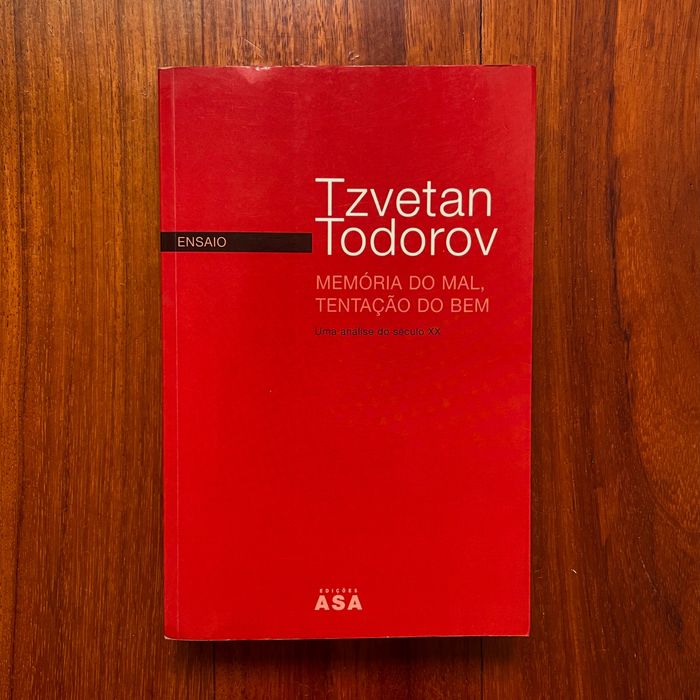 Tzvetan
Todorov
ENSAIO
MEMÓRIA DO MAL,
TENTAÇÃO DO BEM
Uma análise do século XX
EDIÇÕES
ASA